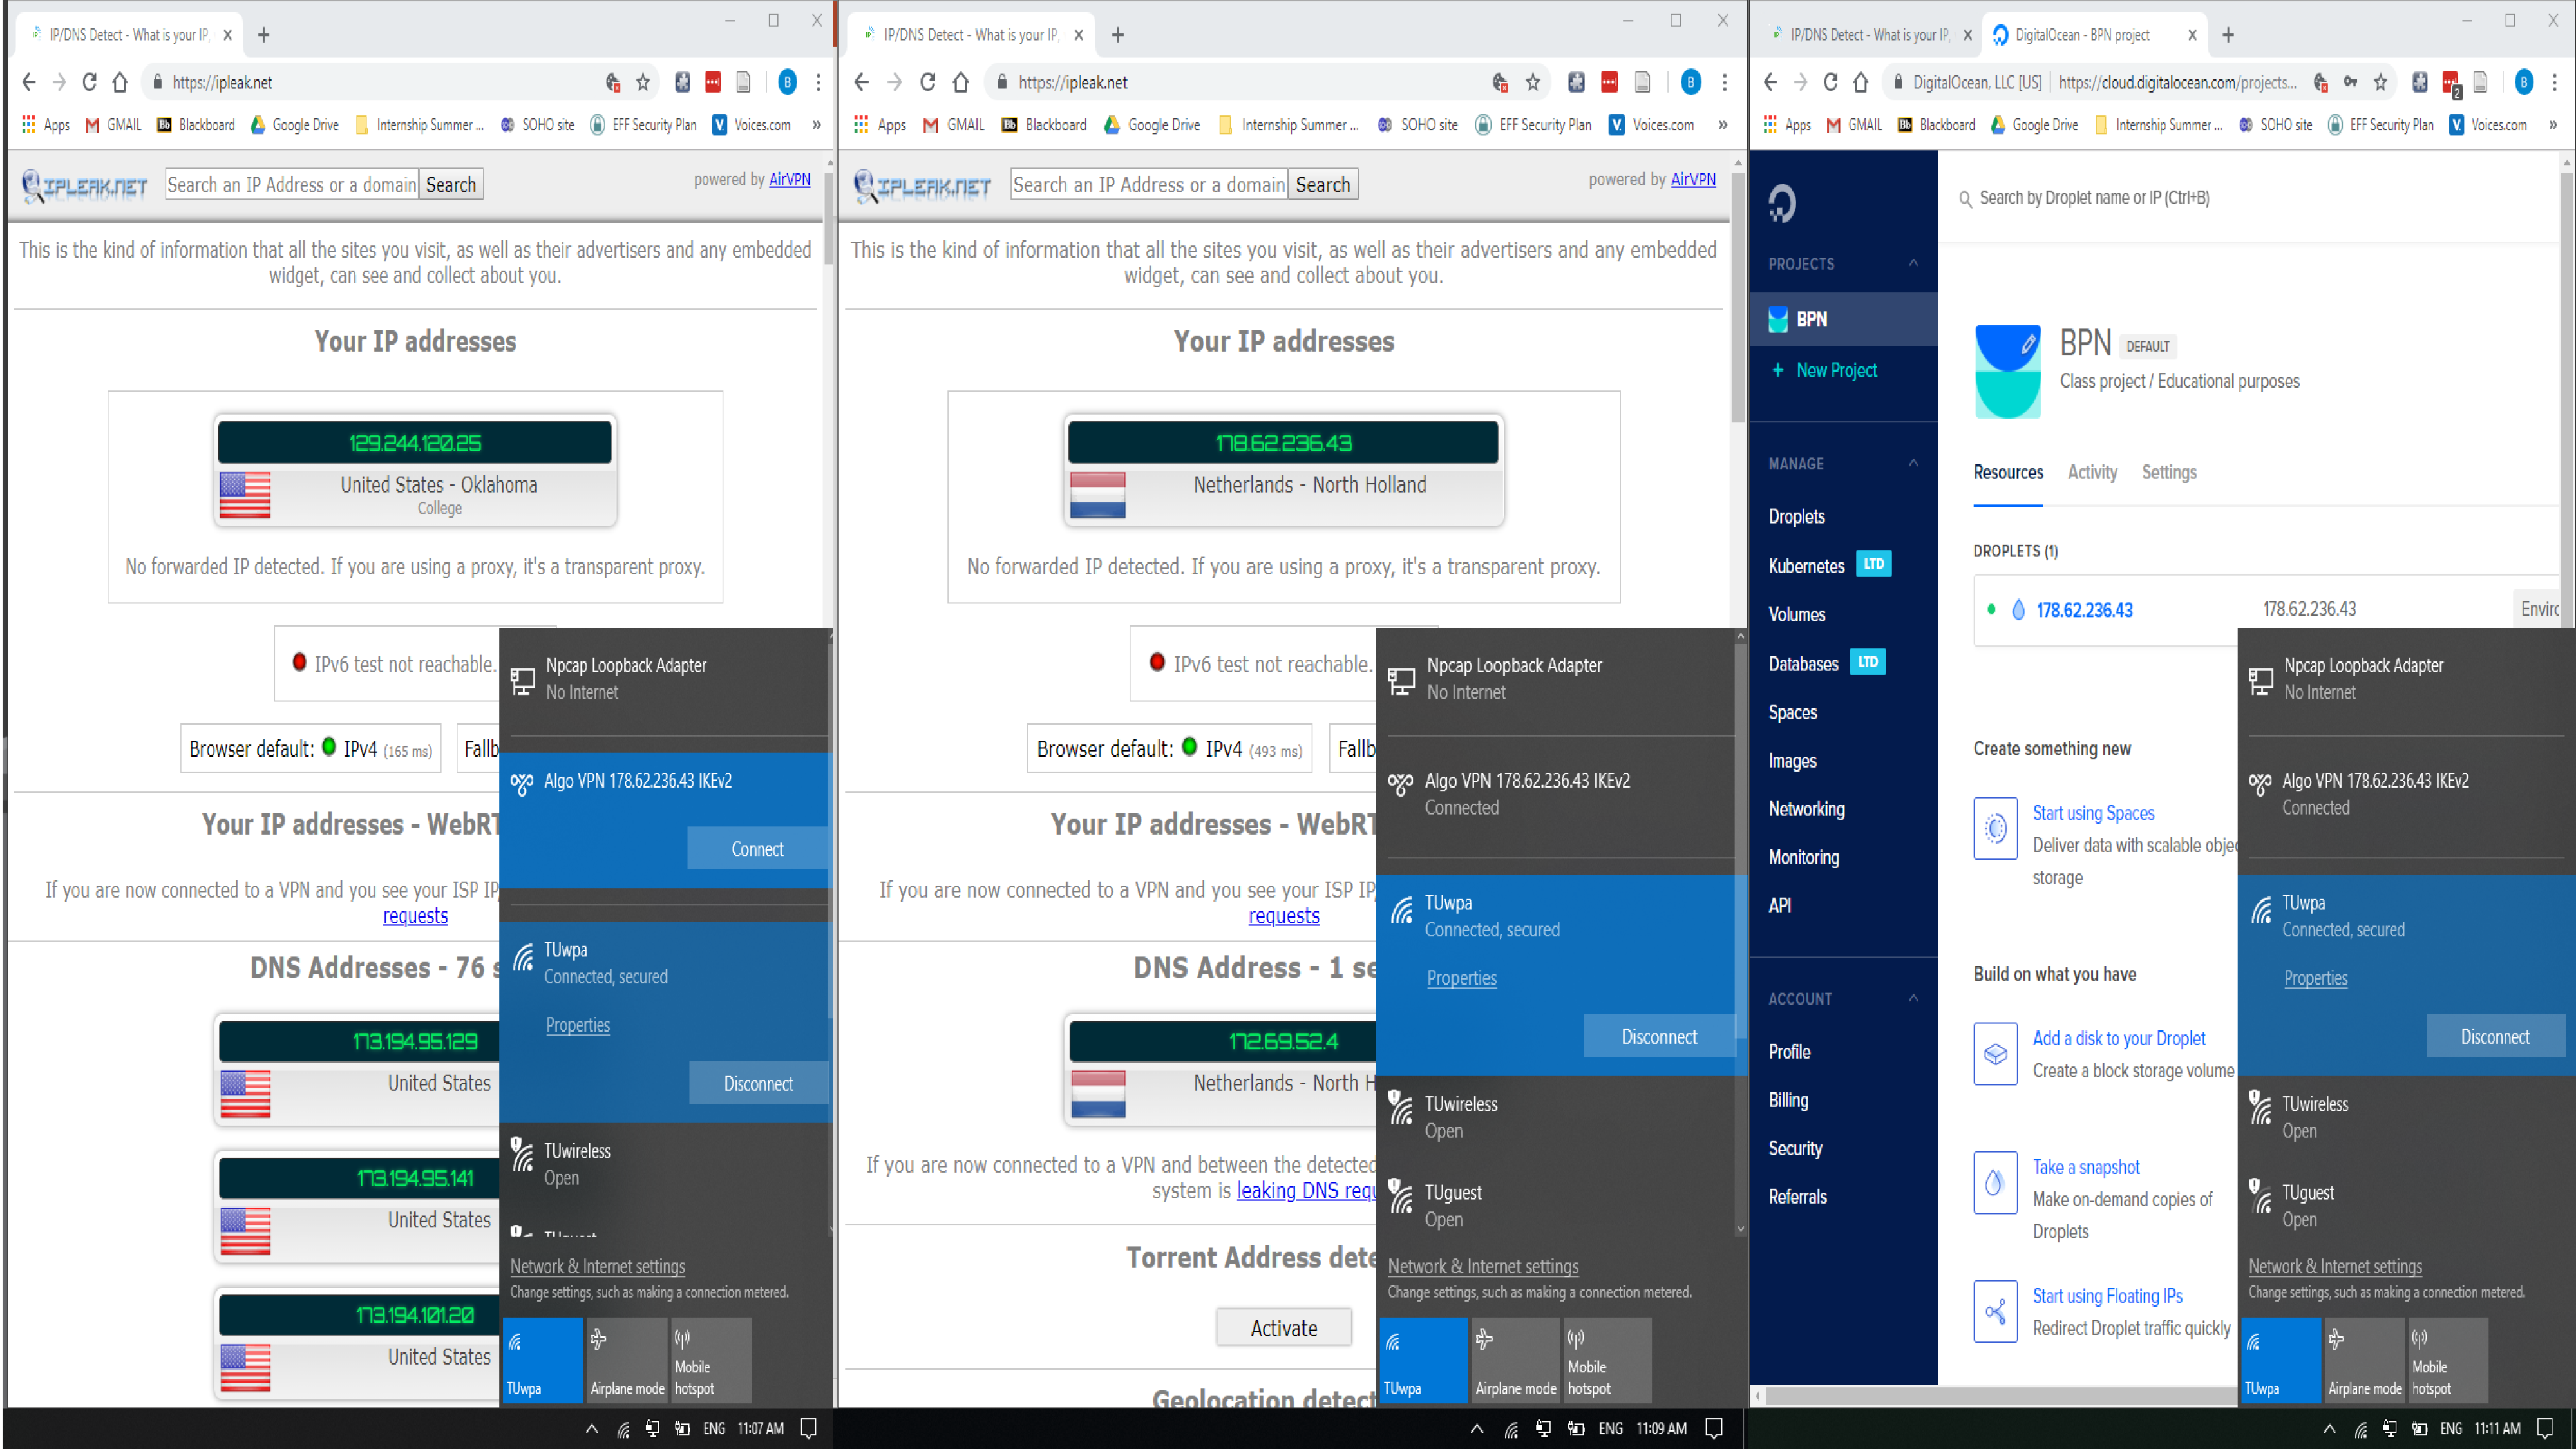 IP/DNS Detect - What is your IP,
https://ipleak.net
Apps
GMAIL
Blackboard
Google Drive
Internship Summer ...
SOHO site
EFF Security Plan
Voices.com
»
IPLEAK.NET
Search an IP Address or a domain
Search
powered by AirVPN
This is the kind of information that all the sites you visit, as well as their advertisers and any embedded
widget, can see and collect about you.
Your IP addresses
129.244.120.25
United States - Oklahoma
College
No forwarded IP detected. If you are using a proxy, it's a transparent proxy.
IPv6 test not reachable.
Browser default: IPv4 (165 ms)
Fallb
Your IP addresses - WebRT
If you are now connected to a VPN and you see your ISP IP,
requests
DNS Addresses - 76 s
173.194.95.129
United States
173.194.95.141
United States
173.194.101.20
United States
Npcap Loopback Adapter
No Internet
Algo VPN 178.62.236.43 IKEv2
Connect
TUwpa
Connected, secured
Properties
Disconnect
TUwireless
Open
Network & Internet settings
Change settings, such as making a connection metered.
TUwpa
Airplane mode
Mobile
hotspot
ENG 11:07 AM
IP/DNS Detect - What is your IP,
https://ipleak.net
Apps
GMAIL
Blackboard
Google Drive
Internship Summer ...
SOHO site
EFF Security Plan
Voices.com
»
IPLEAK.NET
Search an IP Address or a domain
Search
powered by AirVPN
This is the kind of information that all the sites you visit, as well as their advertisers and any embedded
widget, can see and collect about you.
Your IP addresses
178.62.236.43
Netherlands - North Holland
No forwarded IP detected. If you are using a proxy, it's a transparent proxy.
IPv6 test not reachable.
Browser default: IPv4 (493 ms)
Fallb
Your IP addresses - WebRT
If you are now connected to a VPN and you see your ISP IP,
requests
DNS Address - 1 se
172.69.52.4
Netherlands - North H
If you are now connected to a VPN and between the detected
system is leaking DNS requ
Torrent Address dete
Activate
Geolocation detect
Npcap Loopback Adapter
No Internet
Algo VPN 178.62.236.43 IKEv2
Connected
TUwpa
Connected, secured
Properties
Disconnect
TUwireless
Open
TUguest
Open
Network & Internet settings
Change settings, such as making a connection metered.
TUwpa
Airplane mode
Mobile
hotspot
ENG 11:09 AM
IP/DNS Detect - What is your IP,
DigitalOcean - BPN project
DigitalOcean, LLC [US] | https://cloud.digitalocean.com/projects...
2
B
Apps
GMAIL
Blackboard
Google Drive
Internship Summer ...
SOHO site
EFF Security Plan
Voices.com
»
Search by Droplet name or IP (Ctrl+B)
PROJECTS
BPN
+ New Project
MANAGE
Droplets
Kubernetes LTD
Volumes
Databases LTD
Spaces
Images
Networking
Monitoring
API
ACCOUNT
Profile
Billing
Security
Referrals
BPN DEFAULT
Class project / Educational purposes
Resources
Activity
Settings
DROPLETS (1)
178.62.236.43
178.62.236.43
Enviro
Create something new
Start using Spaces
Deliver data with scalable objec
storage
Build on what you have
Add a disk to your Droplet
Create a block storage volume
Take a snapshot
Make on-demand copies of
Droplets
Start using Floating IPs
Redirect Droplet traffic quickly
Npcap Loopback Adapter
No Internet
Algo VPN 178.62.236.43 IKEv2
Connected
TUwpa
Connected, secured
Properties
Disconnect
TUwireless
Open
TUguest
Open
Network & Internet settings
Change settings, such as making a connection metered.
TUwpa
Airplane mode
Mobile
hotspot
ENG 11:11 AM